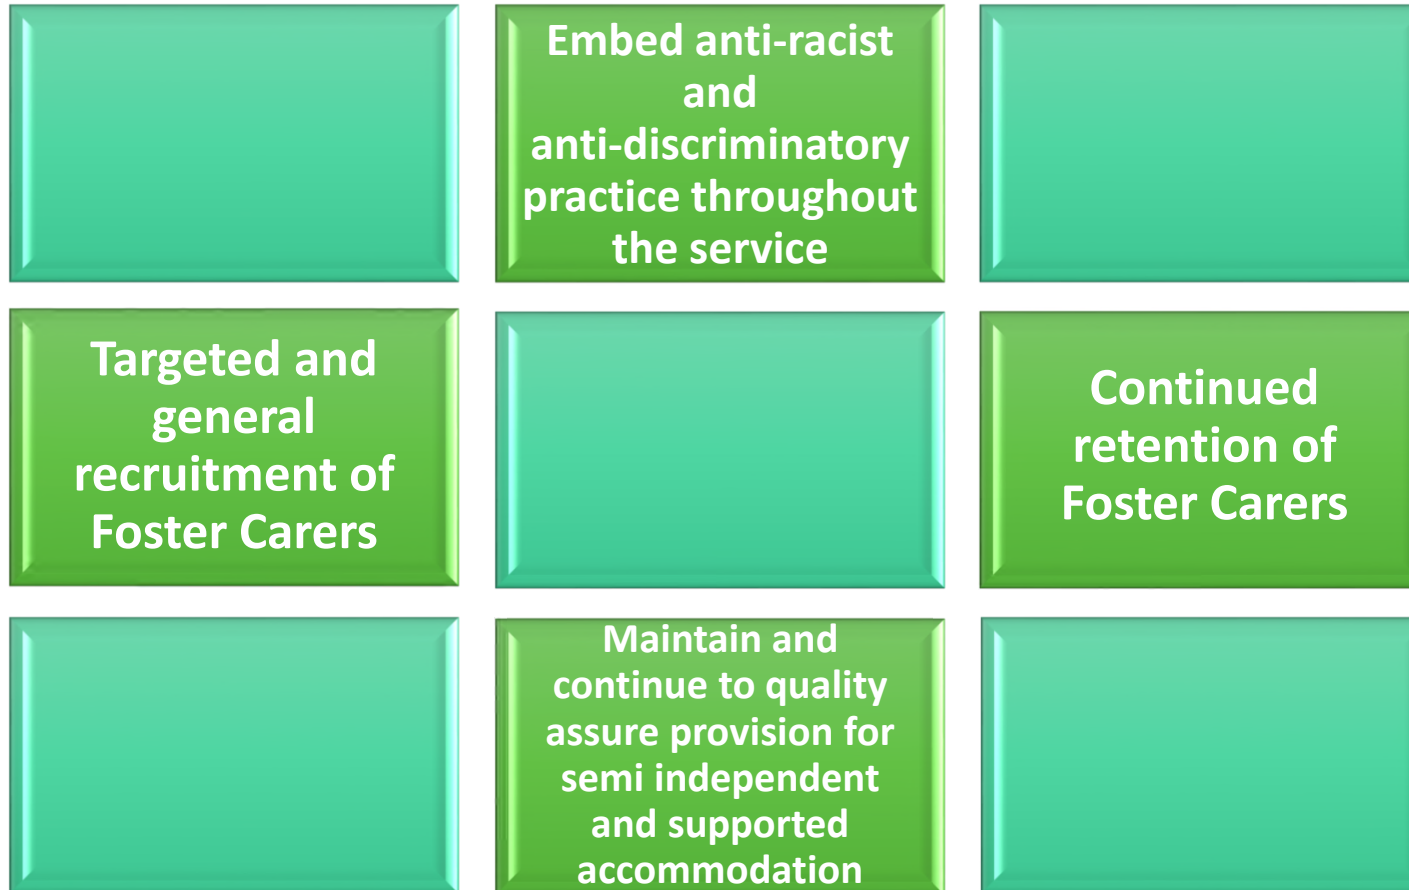 Embed anti-racist
and
anti-discriminatory
practice throughout
the service
Targeted and
general
recruitment of
Foster Carers
Continued
retention of
Foster Carers
Maintain and
continue to quality
assure provision for
semi independent
and supported
accommodation